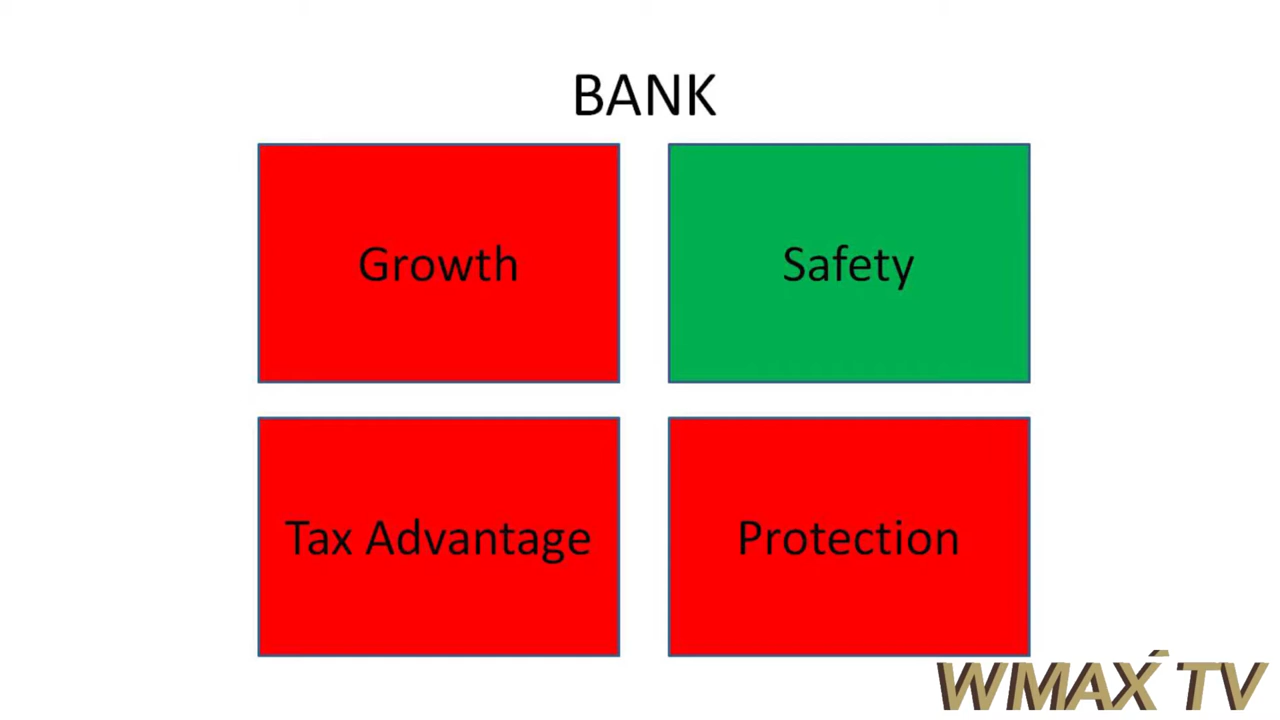 BANK
Growth
Safety
Tax Advantage
Protection
WMAX TV